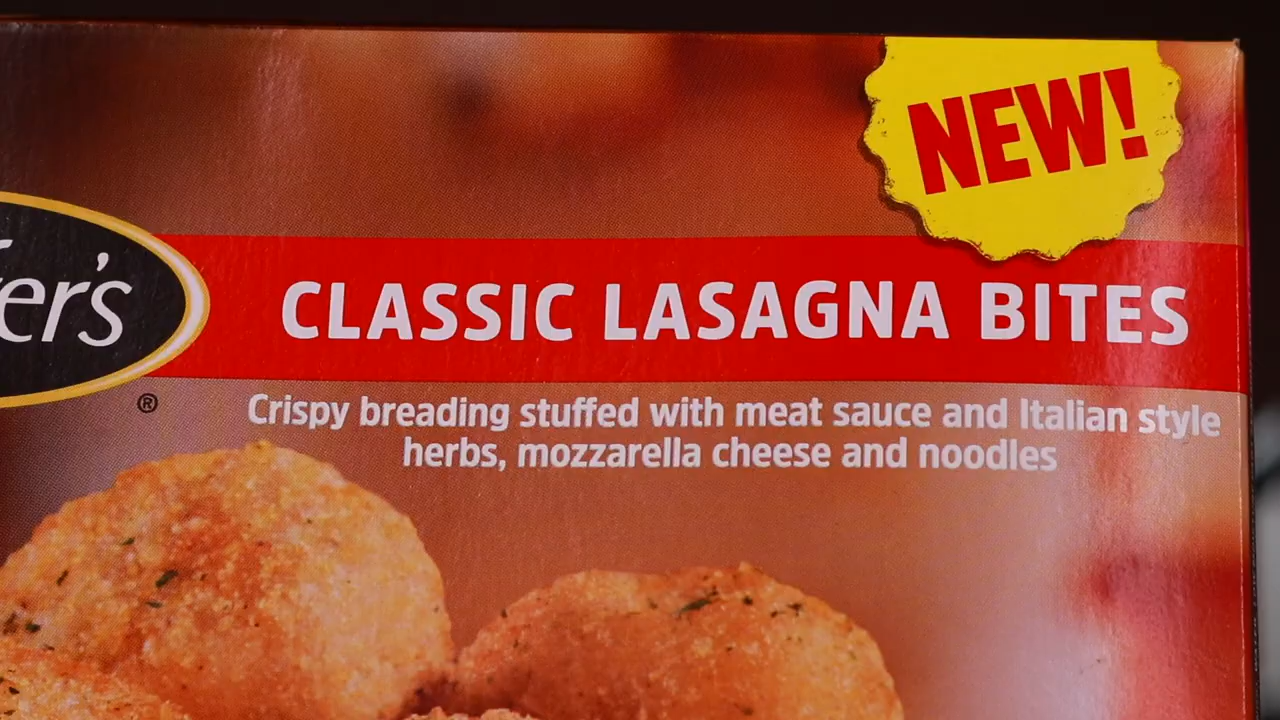 NEW!
er's
®
CLASSIC LASAGNA BITES
Crispy breading stuffed with meat sauce and Italian style
herbs, mozzarella cheese and noodles